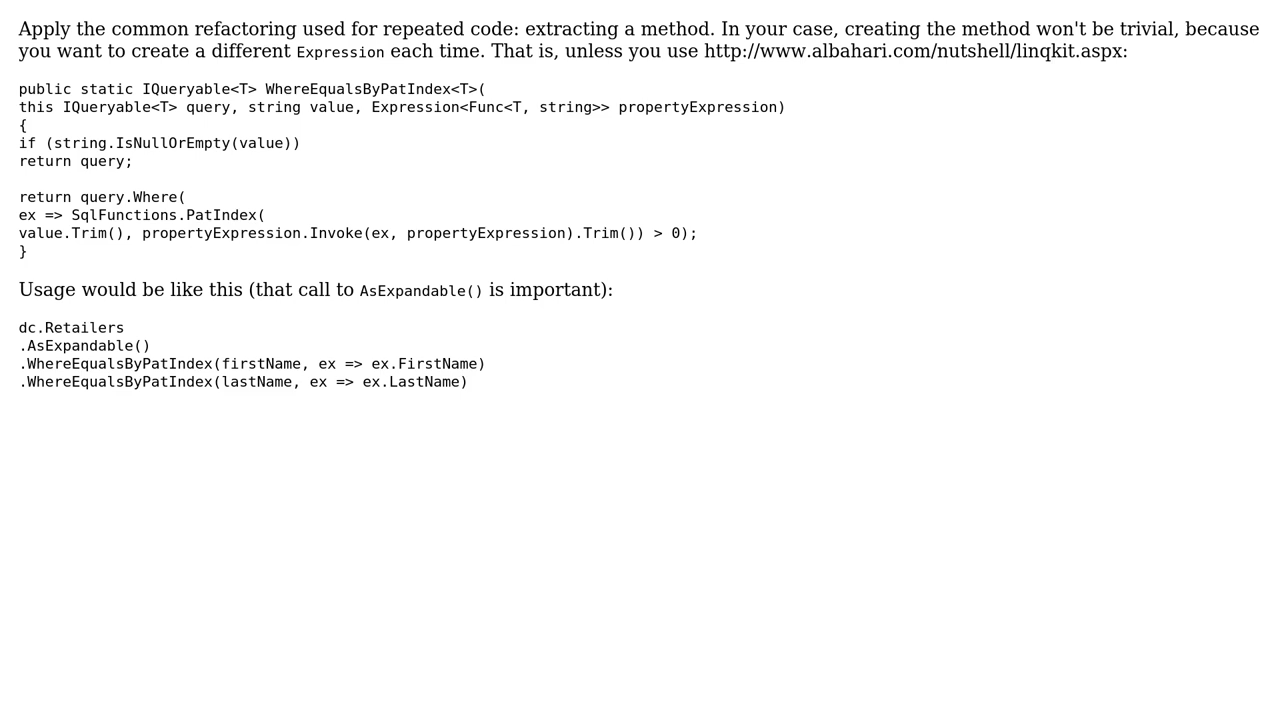 Apply the common refactoring used for repeated code: extracting a method. In your case, creating the method won't be trivial, because
you want to create a different Expression each time. That is, unless you use http://www.albahari.com/nutshell/linqkit.aspx:
public static IQueryable<T> WhereEqualsByPatIndex<T>(
this IQueryable<T> query, string value, Expression<Func<T, string>> propertyExpression)
{
if (string.IsNullOrEmpty(value))
return query;
return query.Where(
ex => SqlFunctions.PatIndex(
value.Trim(), propertyExpression.Invoke(ex, propertyExpression).Trim()) > 0);
}
Usage would be like this (that call to AsExpandable() is important):
dc.Retailers
.AsExpandable()
.WhereEqualsByPatIndex(firstName, ex => ex.FirstName)
.WhereEqualsByPatIndex(lastName, ex => ex.LastName)